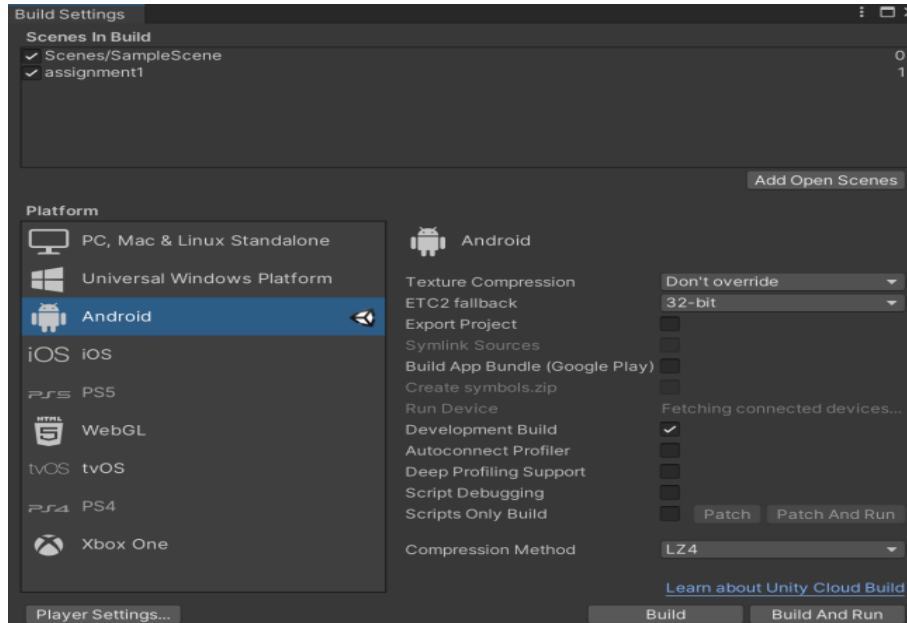 Build Settings
Scenes In Build
Scenes/SampleScene 0
assignment1 1
Add Open Scenes
Platform
PC, Mac & Linux Standalone
Universal Windows Platform
Android
iOS iOS
PS5 PS5
HTML 5 WebGL
tvOS tvOS
PS4 PS4
Xbox One
Android
Texture Compression Don't override
ETC2 fallback 32-bit
Export Project
Symlink Sources
Build App Bundle (Google Play)
Create symbols.zip
Run Device Fetching connected devices...
Development Build
Autoconnect Profiler
Deep Profiling Support
Script Debugging
Scripts Only Build Patch Patch And Run
Compression Method LZ4
Learn about Unity Cloud Build
Player Settings... Build Build And Run